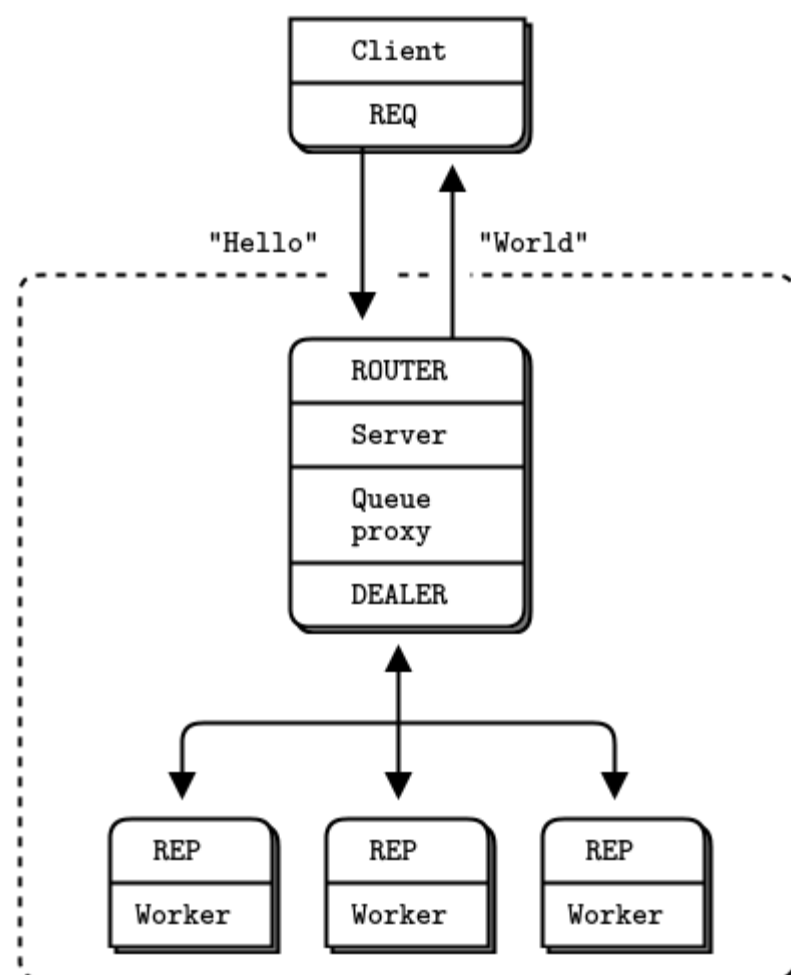 Client
REQ
"Hello" "World"
ROUTER
Server
Queue
proxy
DEALER
REP REP REP
Worker Worker Worker